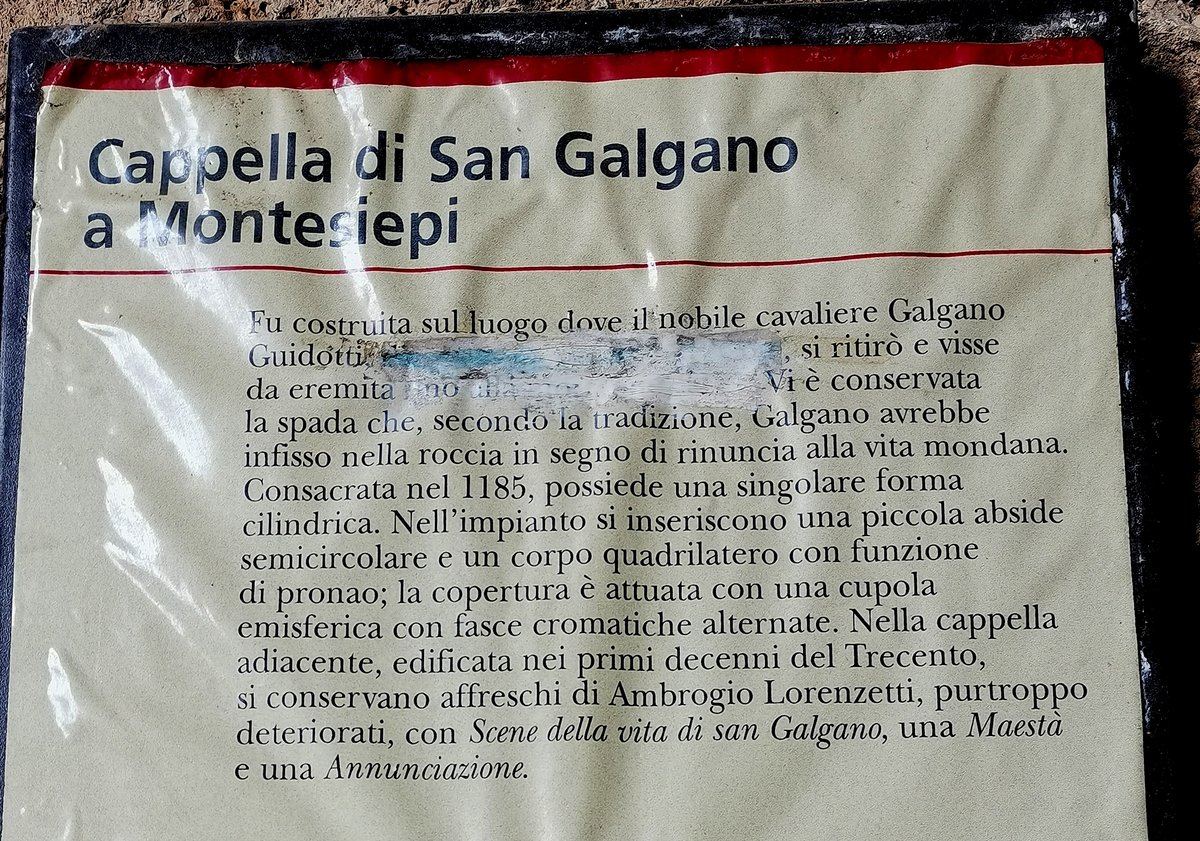 Cappella di San Galgano
a Montesiepi
Fu costruita sul luogo dove il nobile cavaliere Galgano
Guidotti, , si ritirò e visse
da eremita Vi è conservata
la spada che, secondo la tradizione, Galgano avrebbe
infisso nella roccia in segno di rinuncia alla vita mondana.
Consacrata nel 1185, possiede una singolare forma
cilindrica. Nell'impianto si inseriscono una piccola abside
semicircolare e un corpo quadrilatero con funzione
di pronao; la copertura è attuata con una cupola
emisferica con fasce cromatiche alternate. Nella cappella
adiacente, edificata nei primi decenni del Trecento,
si conservano affreschi di Ambrogio Lorenzetti, purtroppo
deteriorati, con Scene della vita di san Galgano, una Maestà
e una Annunciazione.